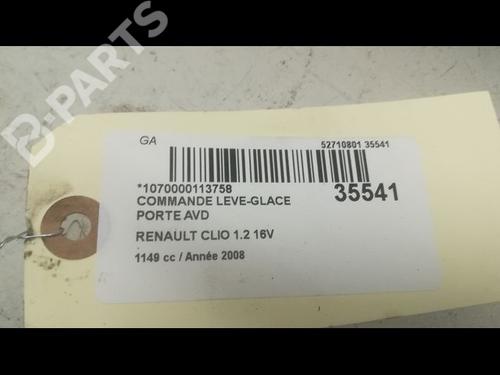 B-PARTS
GA
52710801 35541
*1070000113758
COMMANDE LEVE-GLACE
35541
PORTE AVD
RENAULT CLIO 1.2 16V
1149 cc / Année 2008